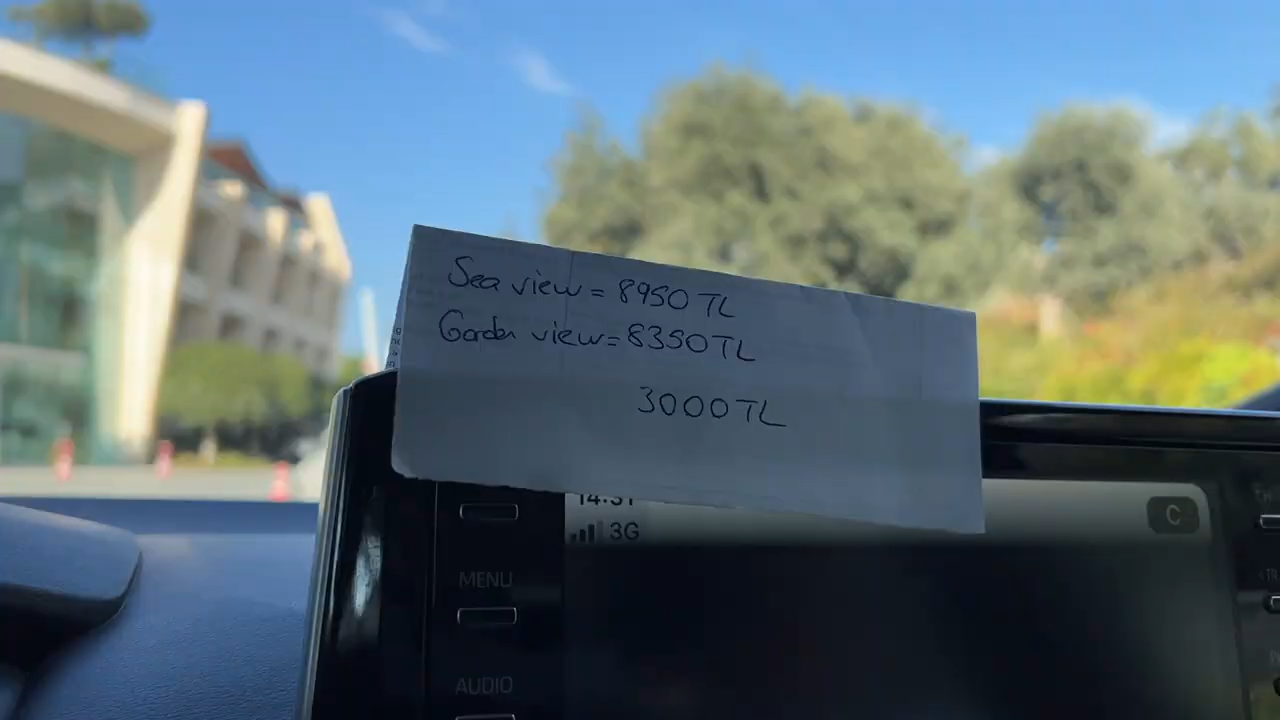 Sea view = 8950 TL
Garden view = 8350 TL
3000 TL
14:31
3G
C
MENU
AUDIO